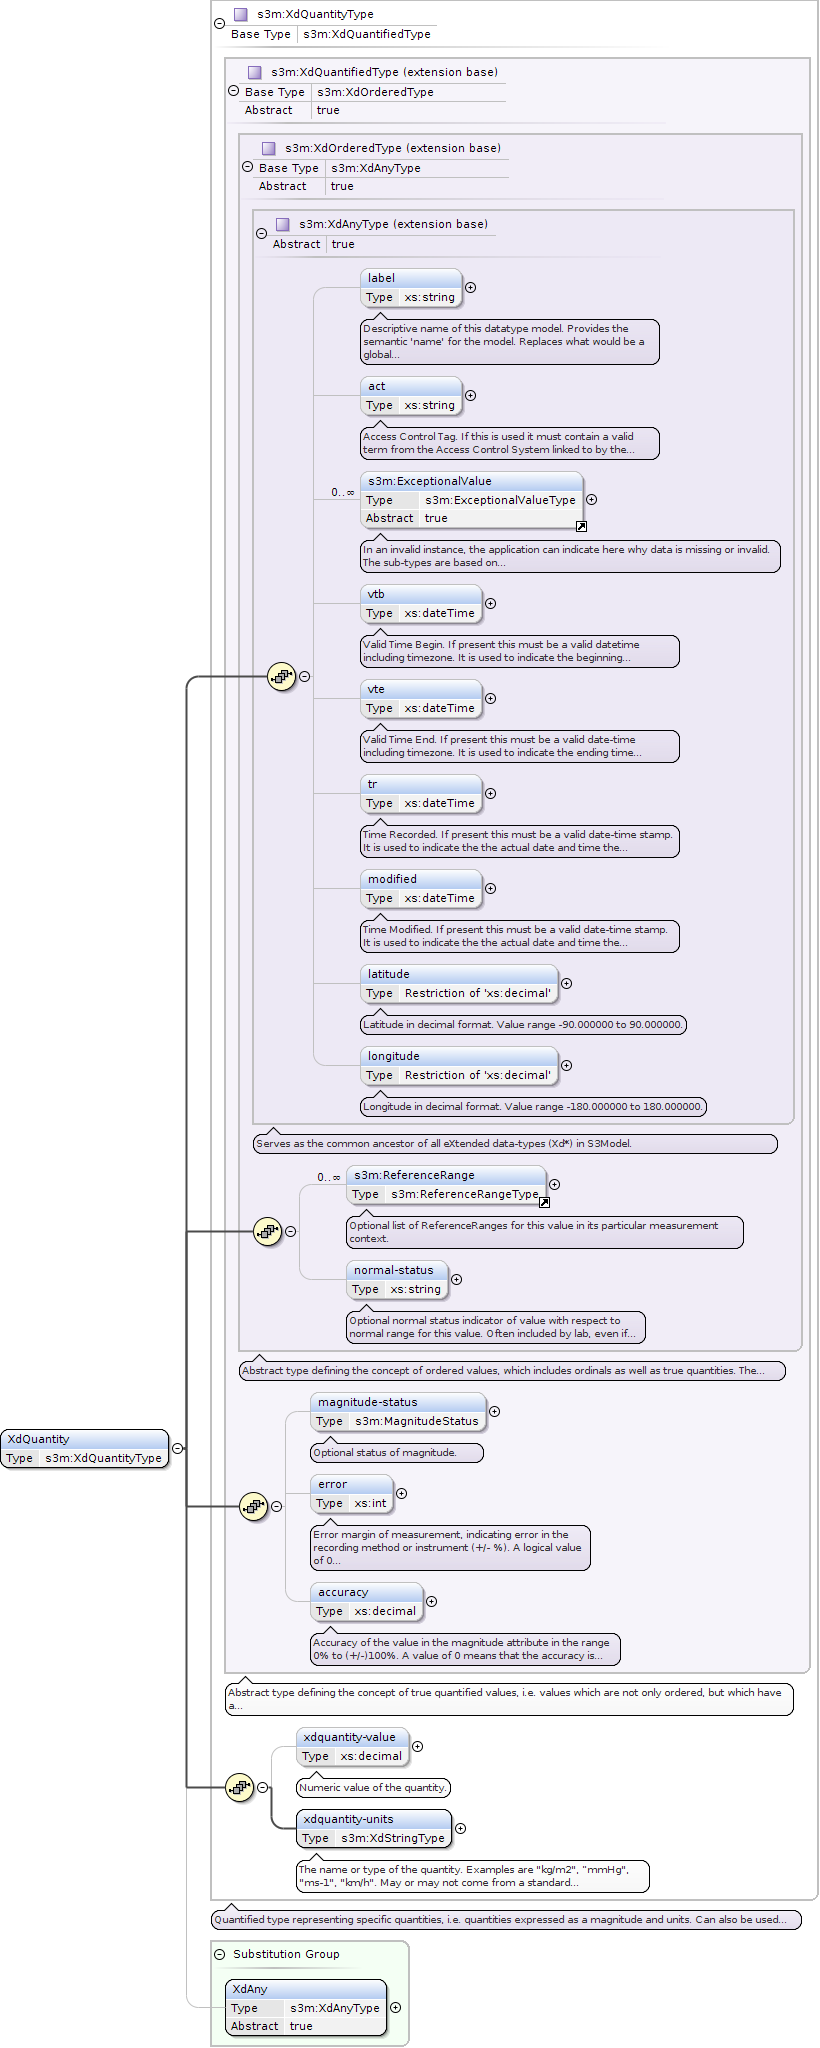 s3m:XdQuantityType
Base Type s3m:XdQuantifiedType
s3m:XdQuantifiedType (extension base)
Base Type s3m:XdOrderedType
Abstract true
s3m:XdOrderedType (extension base)
Base Type s3m:XdAnyType
Abstract true
s3m:XdAnyType (extension base)
Abstract true
label
Type xs:string
Descriptive name of this datatype model. Provides the
semantic 'name' for the model. Replaces what would be a
global...
act
Type xs:string
Access Control Tag. If this is used it must contain a valid
term from the Access Control System linked to by the...
0..∞
s3m:ExceptionalValue
Type s3m:ExceptionalValueType
Abstract true
In an invalid instance, the application can indicate here why data is missing or invalid.
The sub-types are based on...
vtb
Type xs:dateTime
Valid Time Begin. If present this must be a valid datetime
including timezone. It is used to indicate the beginning...
vte
Type xs:dateTime
Valid Time End. If present this must be a valid date-time
including timezone. It is used to indicate the ending time...
tr
Type xs:dateTime
Time Recorded. If present this must be a valid date-time stamp.
It is used to indicate the the actual date and time the...
modified
Type xs:dateTime
Time Modified. If present this must be a valid date-time stamp.
It is used to indicate the the actual date and time the...
latitude
Type Restriction of 'xs:decimal'
Latitude in decimal format. Value range -90.000000 to 90.000000.
longitude
Type Restriction of 'xs:decimal'
Longitude in decimal format. Value range -180.000000 to 180.000000.
Serves as the common ancestor of all eXtended data-types (Xd*) in S3Model.
0..∞
s3m:ReferenceRange
Type s3m:ReferenceRangeType
Optional list of ReferenceRanges for this value in its particular measurement
context.
normal-status
Type xs:string
Optional normal status indicator of value with respect to
normal range for this value. Often included by lab, even if...
Abstract type defining the concept of ordered values, which includes ordinals as well as true quantities. The...
magnitude-status
Type s3m:MagnitudeStatus
Optional status of magnitude.
XdQuantity
Type s3m:XdQuantityType
error
Type xs:int
Error margin of measurement, indicating error in the
recording method or instrument (+/- %). A logical value
of 0...
accuracy
Type xs:decimal
Accuracy of the value in the magnitude attribute in the range
0% to (+/-)100%. A value of 0 means that the accuracy is...
Abstract type defining the concept of true quantified values, i.e. values which are not only ordered, but which have
a...
xdquantity-value
Type xs:decimal
Numeric value of the quantity.
xdquantity-units
Type s3m:XdStringType
The name or type of the quantity. Examples are "kg/m2", "mmHg",
"ms-1", "km/h". May or may not come from a standard...
Quantified type representing specific quantities, i.e. quantities expressed as a magnitude and units. Can also be used...
Substitution Group
XdAny
Type s3m:XdAnyType
Abstract true